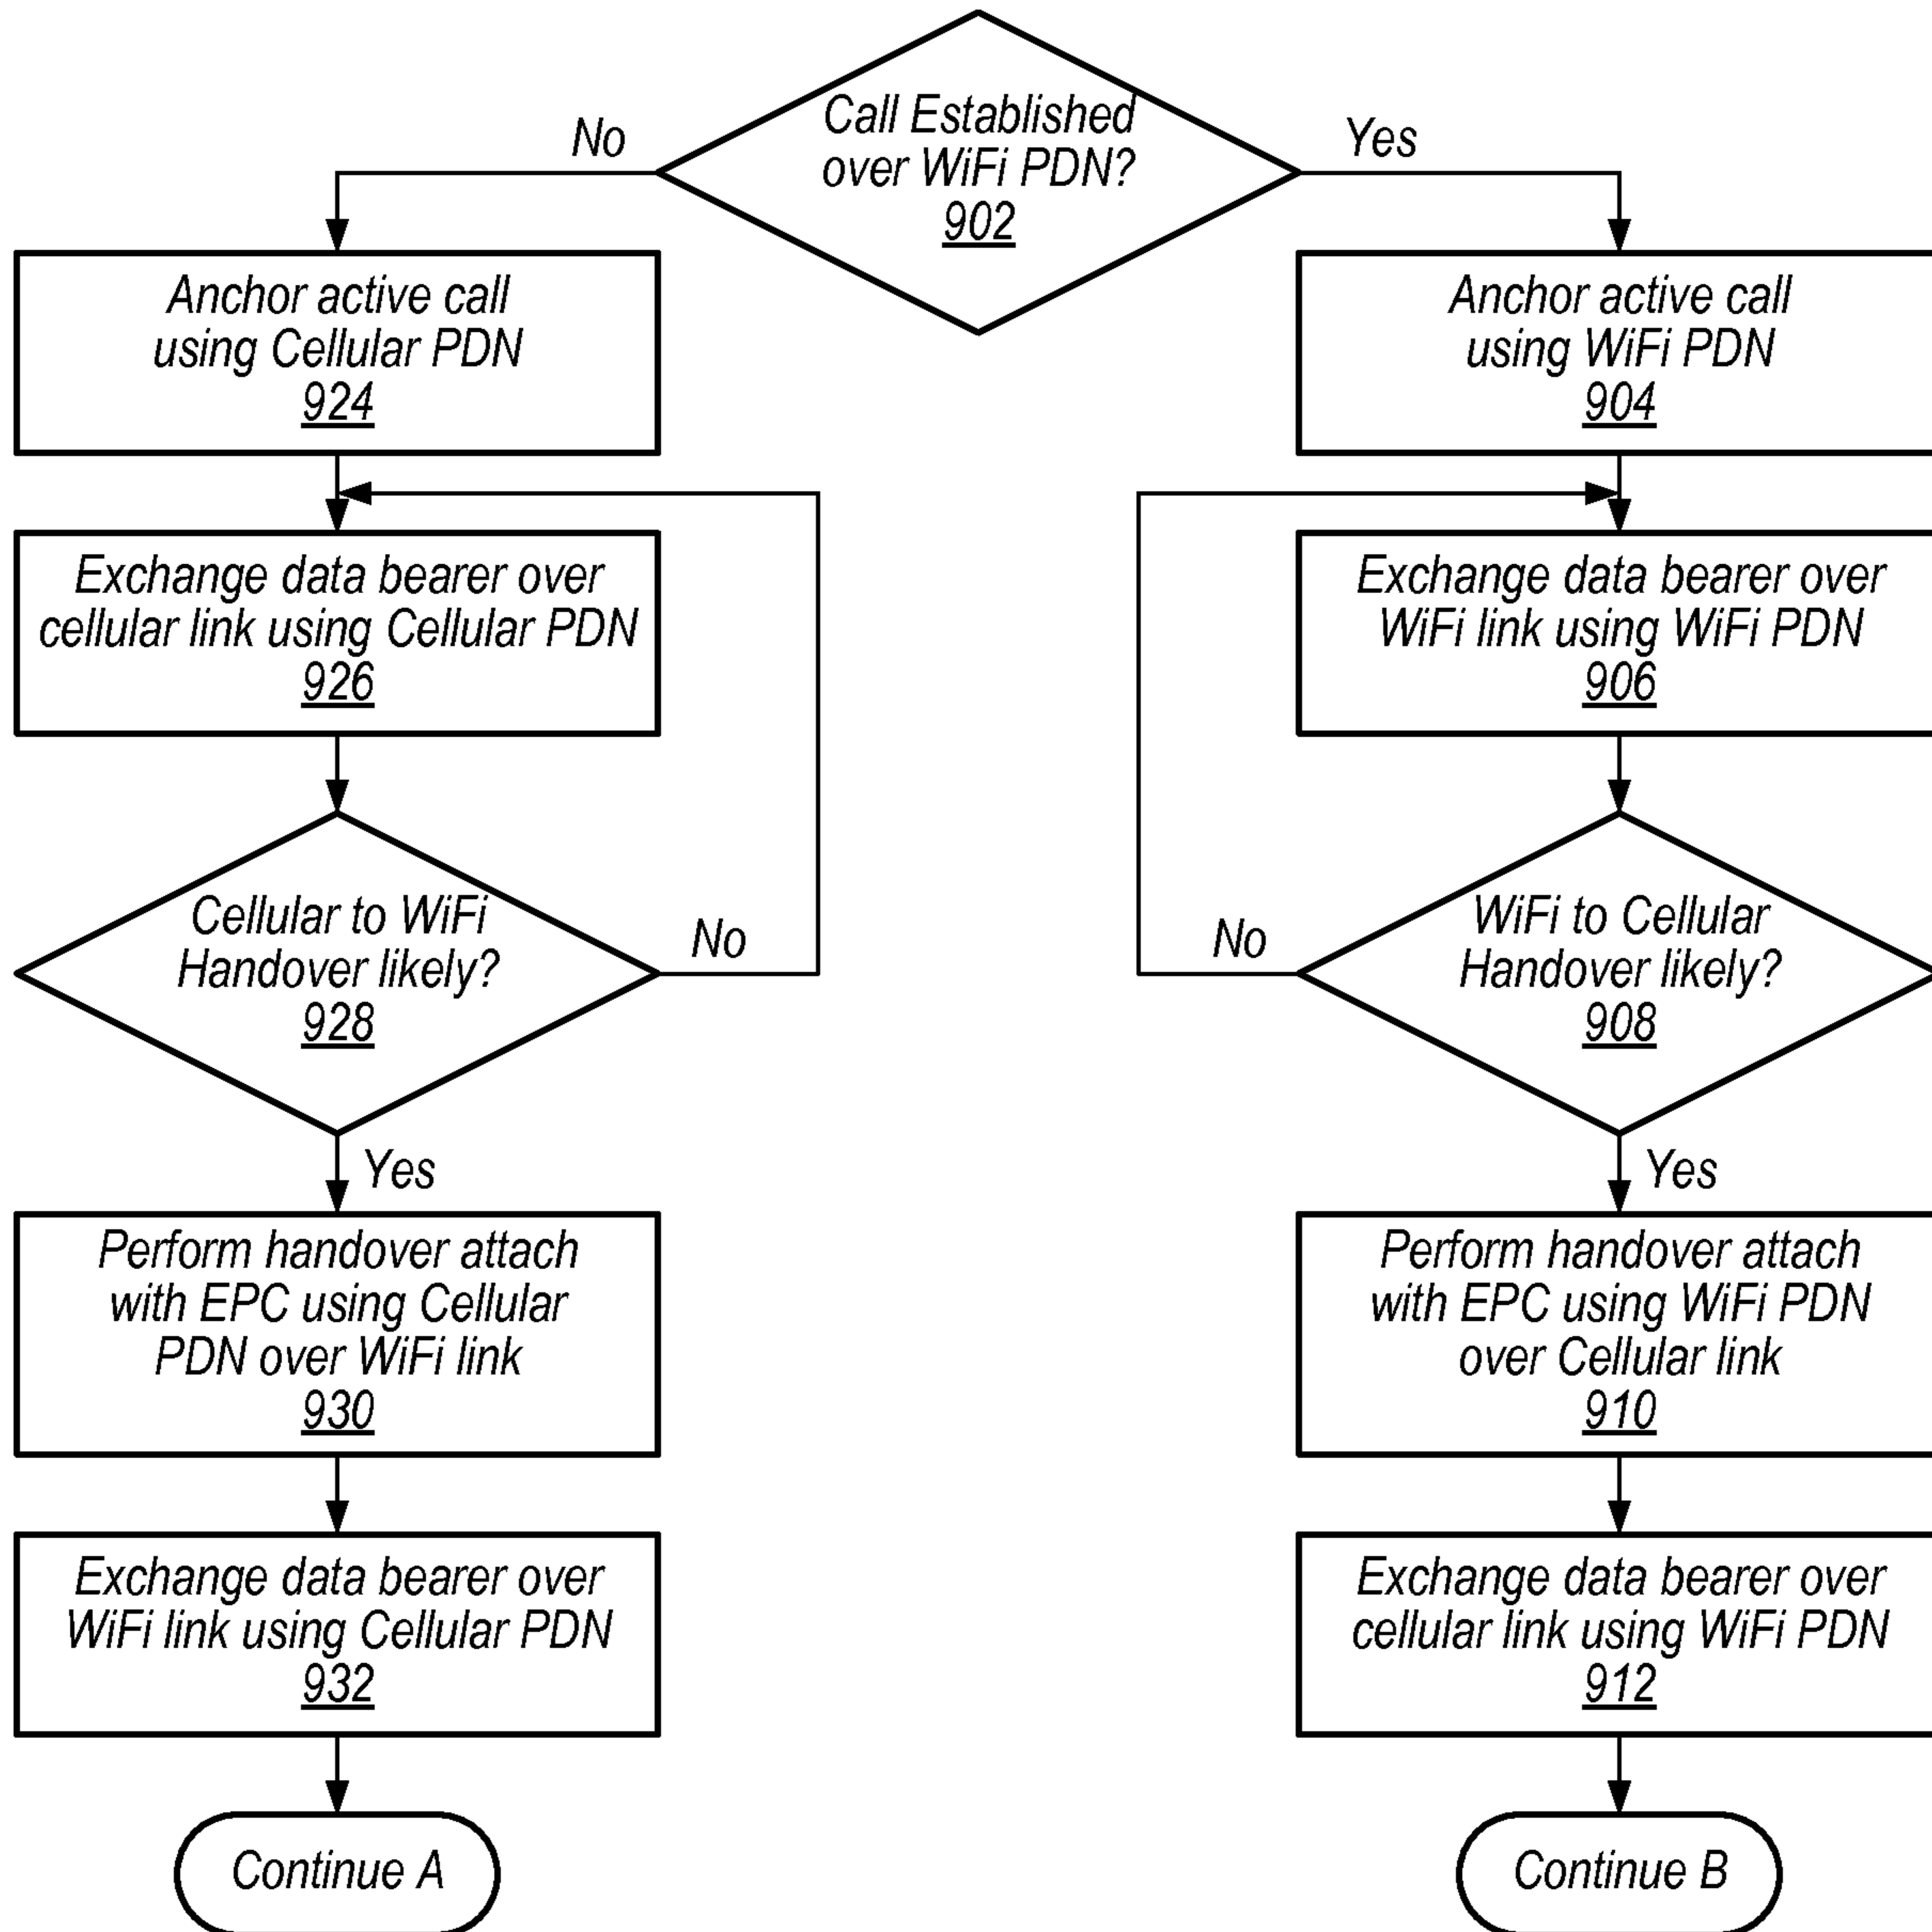 Call Established
over WiFi PDN?
902
No
Yes
Anchor active call
using Cellular PDN
924
Anchor active call
using WiFi PDN
904
Exchange data bearer over
cellular link using Cellular PDN
926
Exchange data bearer over
WiFi link using WiFi PDN
906
Cellular to WiFi
Handover likely?
928
No
WiFi to Cellular
Handover likely?
908
No
Yes
Yes
Perform handover attach
with EPC using Cellular
PDN over WiFi link
930
Perform handover attach
with EPC using WiFi PDN
over Cellular link
910
Exchange data bearer over
WiFi link using Cellular PDN
932
Exchange data bearer over
cellular link using WiFi PDN
912
Continue A
Continue B